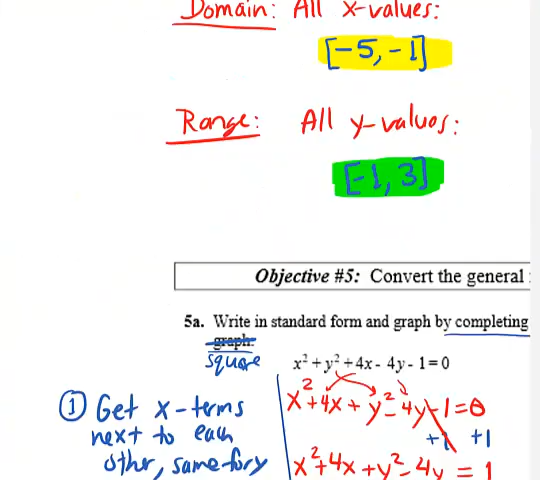 Domain: All x-values:
[-5, -1]
Range: All y-values:
[-1, 3]
Objective #5: Convert the general
5a. Write in standard form and graph by completing
graph.
square
x² + y² + 4x - 4y - 1 = 0
① Get x-terms
next to each
other, same for y
x² + 4x + y² - 4y - 1 = 0
+1 +1
x² + 4x + y² - 4y = 1